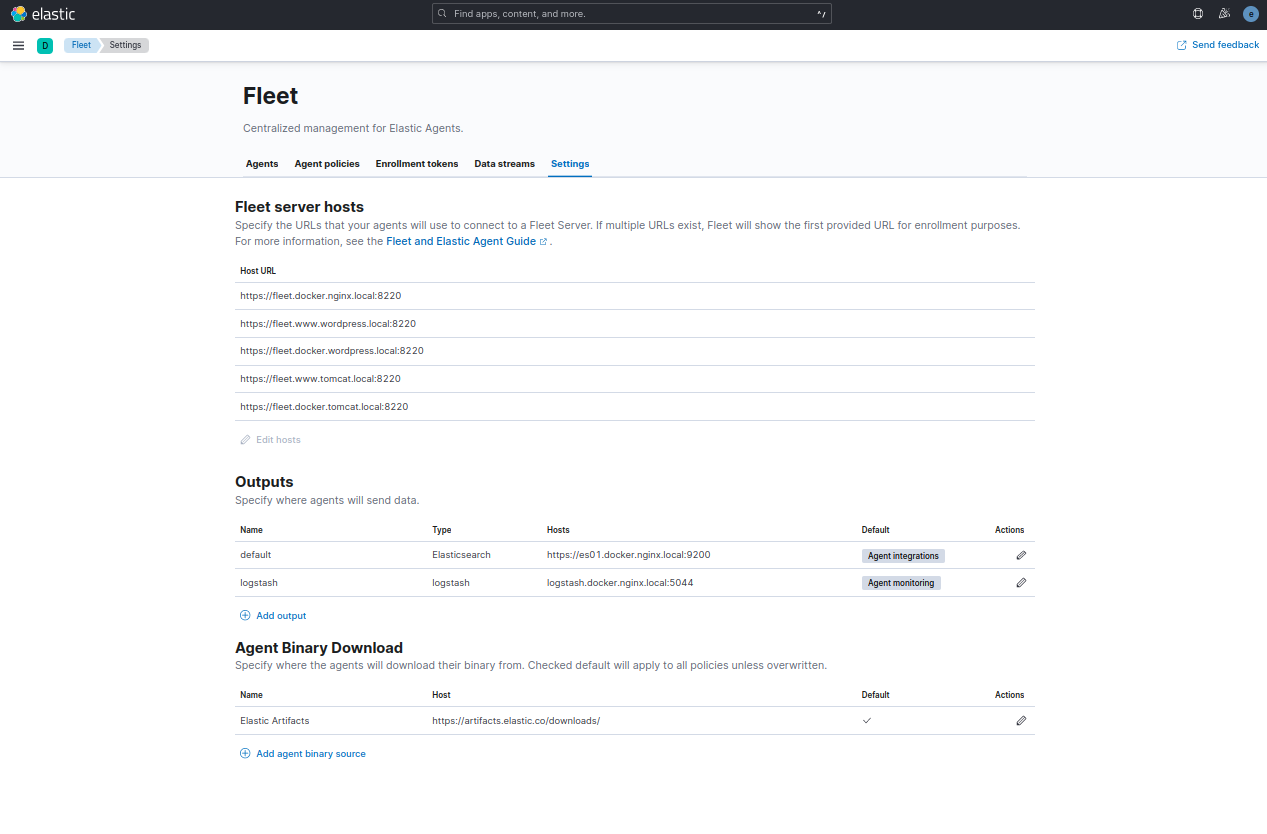 elastic
Find apps, content, and more.
^/
e
D
Fleet
Settings
Send feedback
Fleet
Centralized management for Elastic Agents.
Agents
Agent policies
Enrollment tokens
Data streams
Settings
Fleet server hosts
Specify the URLs that your agents will use to connect to a Fleet Server. If multiple URLs exist, Fleet will show the first provided URL for enrollment purposes.
For more information, see the Fleet and Elastic Agent Guide .
Host URL
https://fleet.docker.nginx.local:8220
https://fleet.www.wordpress.local:8220
https://fleet.docker.wordpress.local:8220
https://fleet.www.tomcat.local:8220
https://fleet.docker.tomcat.local:8220
Edit hosts
Outputs
Specify where agents will send data.
Name Type Hosts Default Actions
default Elasticsearch https://es01.docker.nginx.local:9200 Agent integrations
logstash logstash logstash.docker.nginx.local:5044 Agent monitoring
Add output
Agent Binary Download
Specify where the agents will download their binary from. Checked default will apply to all policies unless overwritten.
Name Host Default Actions
Elastic Artifacts https://artifacts.elastic.co/downloads/
Add agent binary source